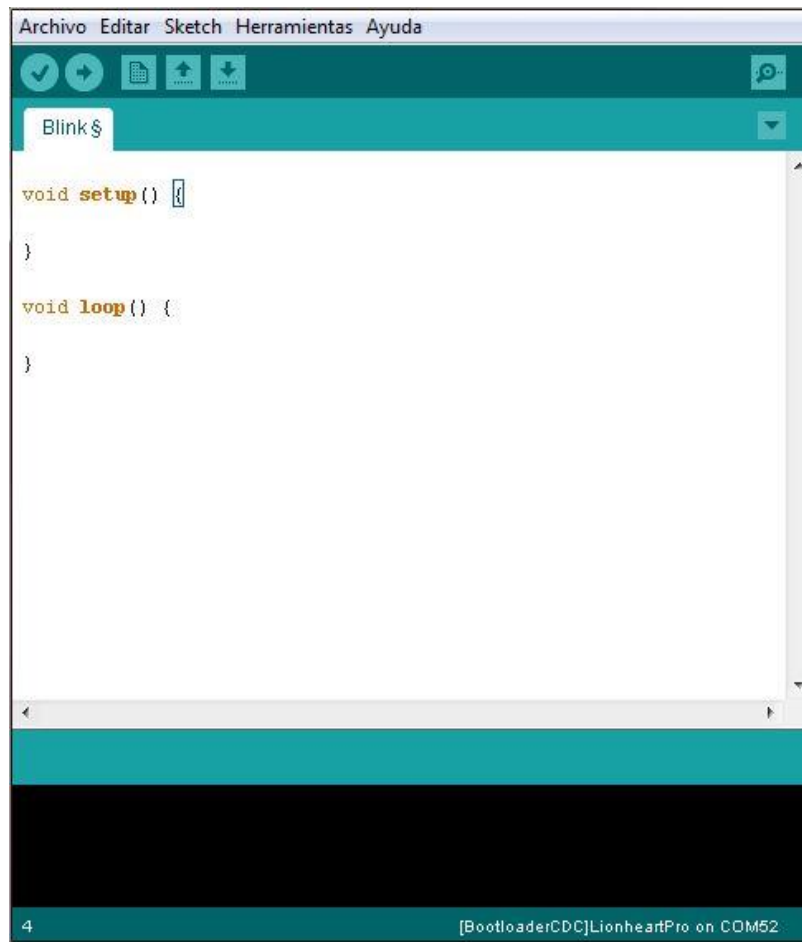 Archivo Editar Sketch Herramientas Ayuda
Blink §
void setup() {
}
void loop() {
}
4 [BootloaderCDC]LionheartPro on COM52